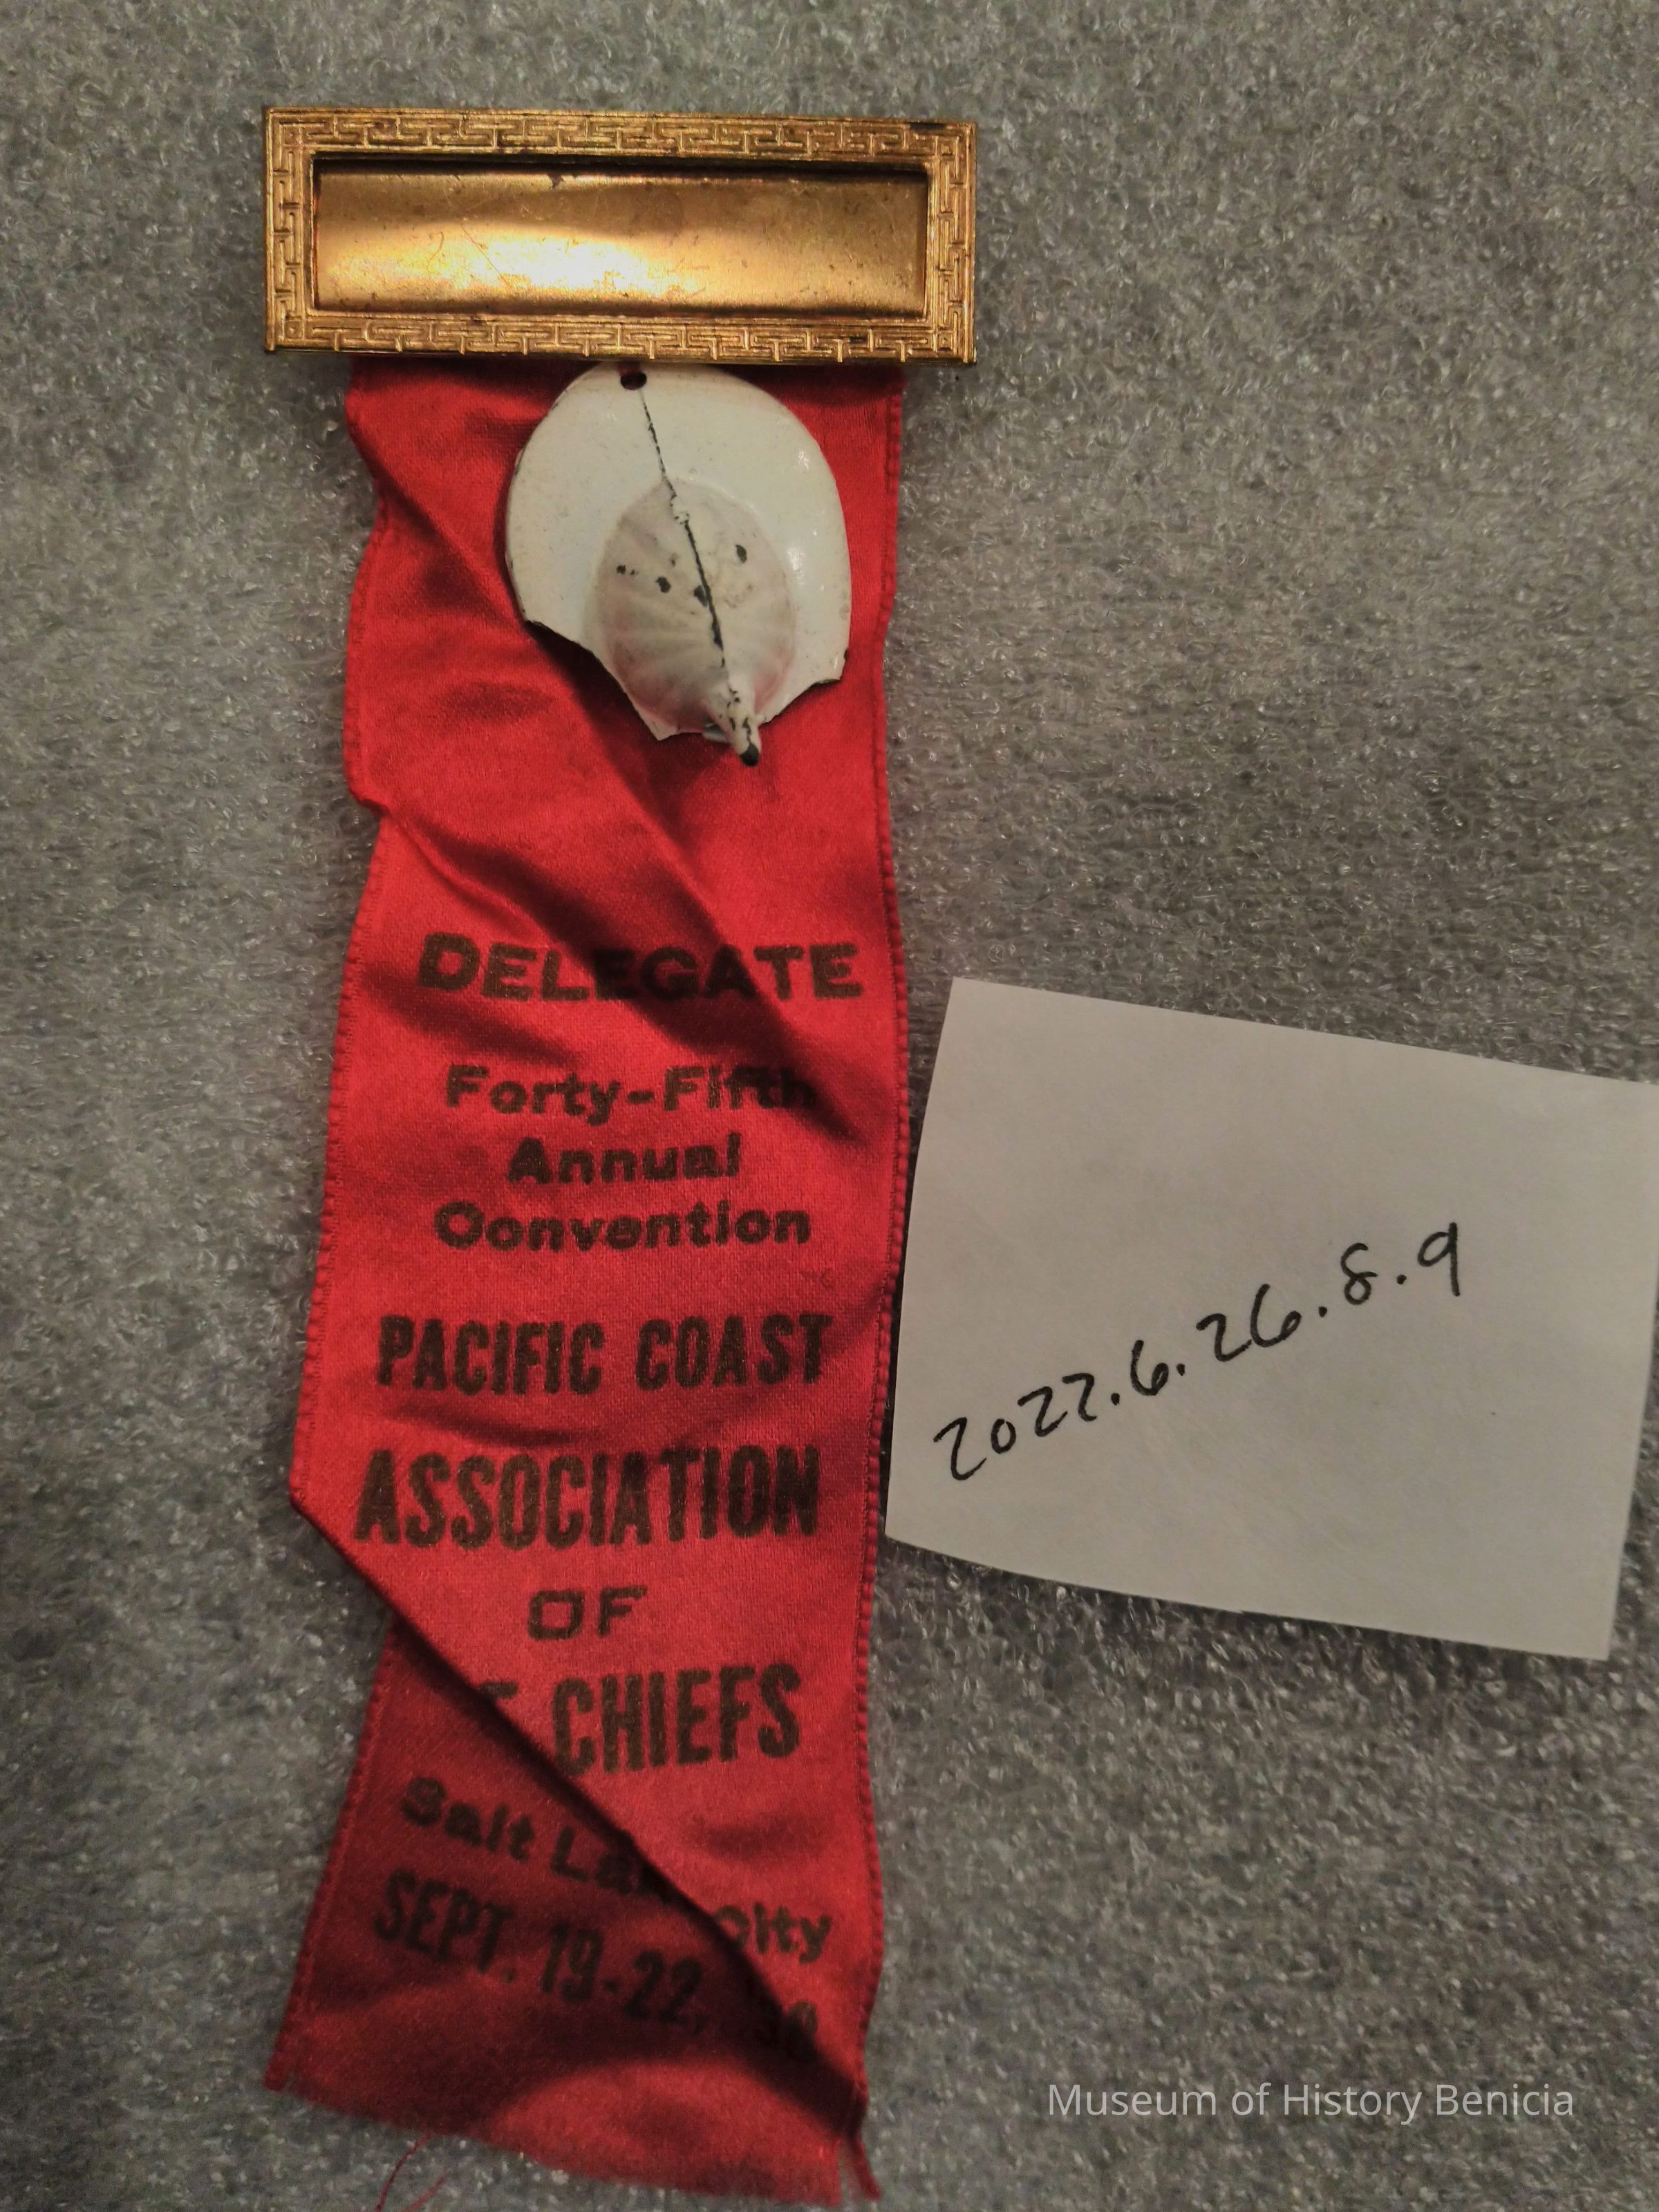 DELEGATE
Forty-Fifth
Annual
Convention
PACIFIC COAST
ASSOCIATION
OF
CHIEFS
Salt City
SEPT. 19-22,
2022.6.26.8.9
Museum of History Benicia